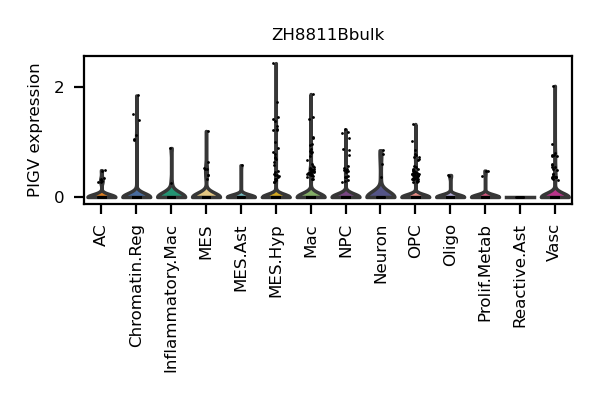 ZH8811Bbulk
PIGV expression
2
0
AC
Chromatin.Reg
Inflammatory.Mac
MES
MES.Ast
MES.Hyp
Mac
NPC
Neuron
OPC
Oligo
Prolif.Metab
Reactive.Ast
Vasc